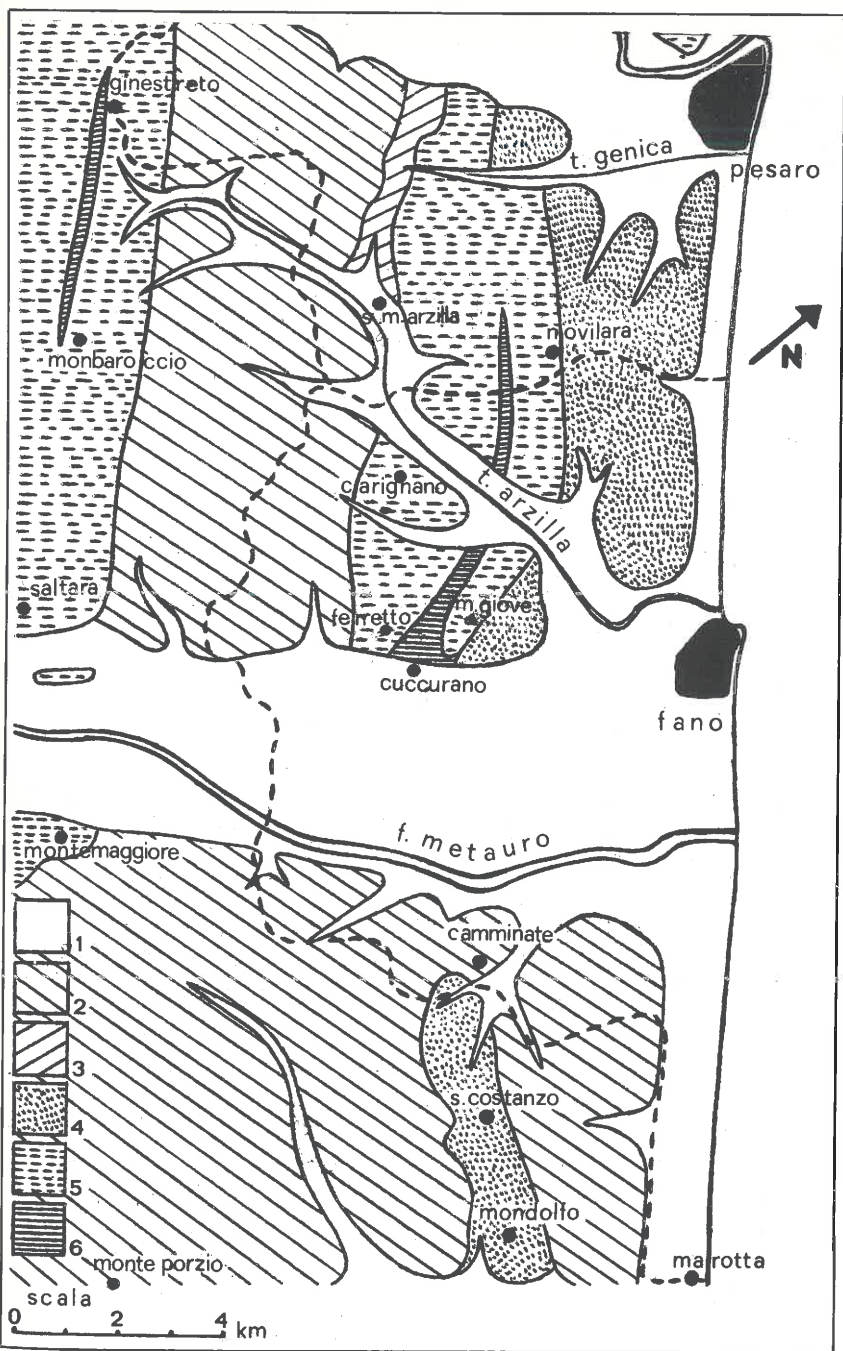 ginestreto
t. genica
pesaro
s.m.arzilla
novilara
N
monbaroccio
carignano
t. arzilla
saltara
ferretto
m.giove
cuccurano
fano
f. metauro
montemaggiore
camminate
1
2
3
4
5
6
s.costanzo
mondolfo
monte porzio
marotta
scala
0 2 4 km